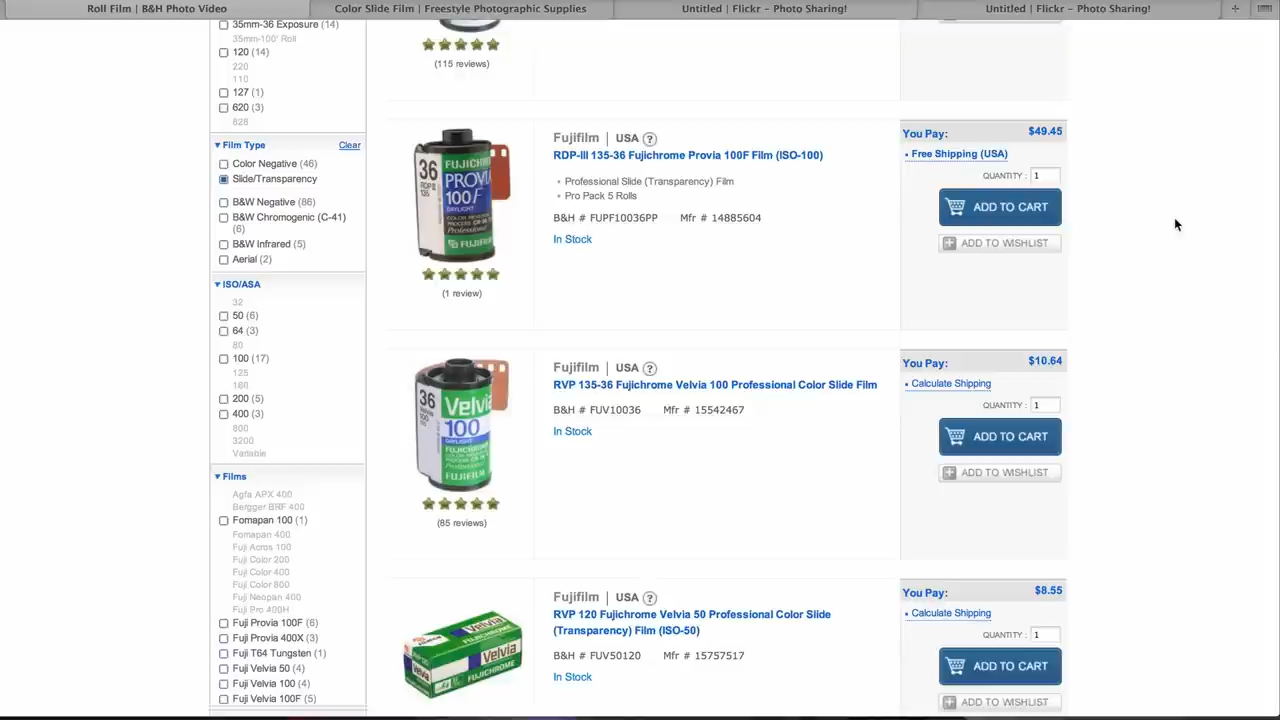 Roll Film | B&H Photo Video
Color Slide Film | Freestyle Photographic Supplies
Untitled | Flickr - Photo Sharing!
Untitled | Flickr - Photo Sharing!
35mm-36 Exposure (14)
35mm-100' Roll
120 (14)
220
110
127 (1)
620 (3)
828
Film Type
Clear
Color Negative (46)
Slide/Transparency
B&W Negative (86)
B&W Chromogenic (C-41)
(6)
B&W Infrared (5)
Aerial (2)
ISO/ASA
32
50 (6)
64 (3)
80
100 (17)
125
160
200 (5)
400 (3)
800
3200
Variable
Films
Agfa APX 400
Bergger BRF 400
Fomapan 100 (1)
Fomapan 400
Fuji Acros 100
Fuji Color 200
Fuji Color 400
Fuji Color 800
Fuji Neopan 400
Fuji Pro 400H
Fuji Provia 100F (6)
Fuji Provia 400X (3)
Fuji T64 Tungsten (1)
Fuji Velvia 50 (4)
Fuji Velvia 100 (4)
Fuji Velvia 100F (5)
(115 reviews)
36
FUJICHROME
PROVIA
100F
DAYLIGHT
Professional
FUJIFILM
(1 review)
Fujifilm | USA ?
RDP-III 135-36 Fujichrome Provia 100F Film (ISO-100)
Professional Slide (Transparency) Film
Pro Pack 5 Rolls
B&H # FUPF10036PP Mfr # 14885604
In Stock
You Pay: $49.45
Free Shipping (USA)
QUANTITY : 1
ADD TO CART
ADD TO WISHLIST
36
Velvia
100
DAYLIGHT
FUJICHROME
Professional
FUJIFILM
(85 reviews)
Fujifilm | USA ?
RVP 135-36 Fujichrome Velvia 100 Professional Color Slide Film
B&H # FUV10036 Mfr # 15542467
In Stock
You Pay: $10.64
Calculate Shipping
QUANTITY : 1
ADD TO CART
ADD TO WISHLIST
Velvia
Velvia
FUJICHROME
Fujifilm | USA ?
RVP 120 Fujichrome Velvia 50 Professional Color Slide
(Transparency) Film (ISO-50)
B&H # FUV50120 Mfr # 15757517
In Stock
You Pay: $8.55
Calculate Shipping
QUANTITY : 1
ADD TO CART
ADD TO WISHLIST